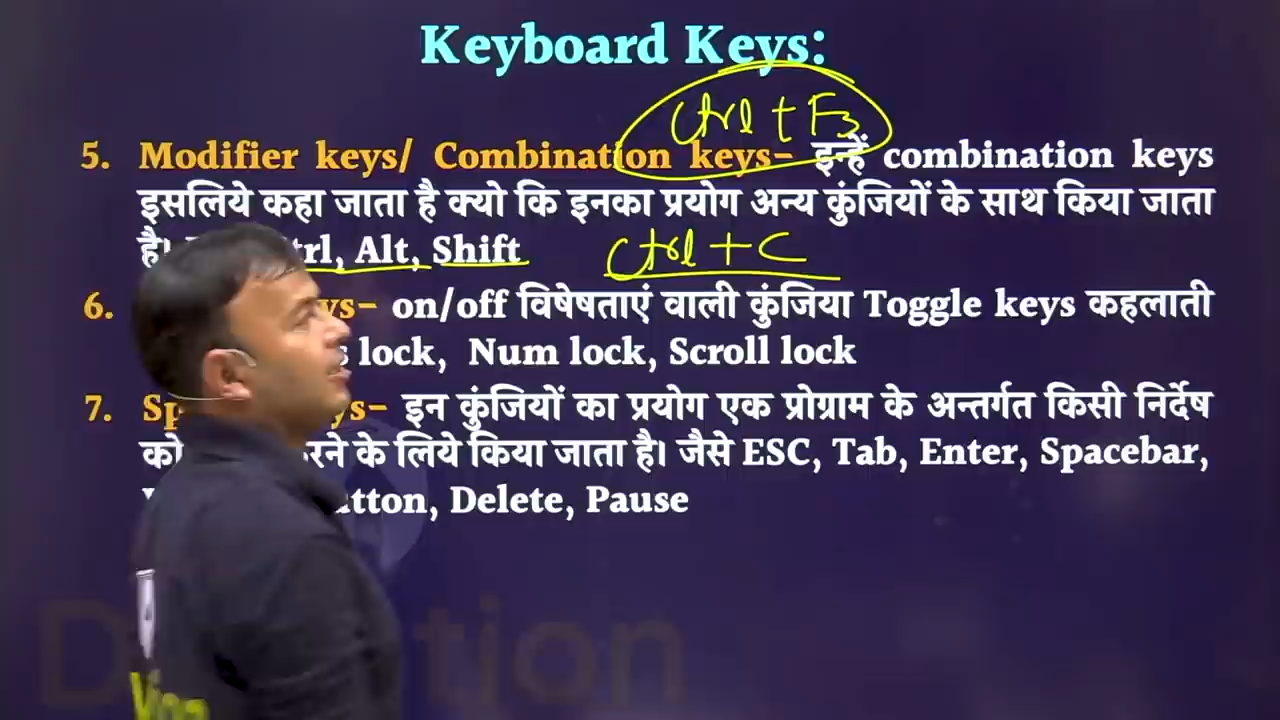 Keyboard Keys:
Ctrl + F3
5. Modifier keys/ Combination keys- इन्हें combination keys
इसलिये कहा जाता है क्यो कि इनका प्रयोग अन्य कुंजियों के साथ किया जाता
है। trl, Alt, Shift Ctrl + C
6. ys- on/off विषेषताएं वाली कुंजिया Toggle keys कहलाती
lock, Num lock, Scroll lock
7. Sp ys- इन कुंजियों का प्रयोग एक प्रोग्राम के अन्तर्गत किसी निर्देष
को रने के लिये किया जाता है। जैसे ESC, Tab, Enter, Spacebar,
utton, Delete, Pause